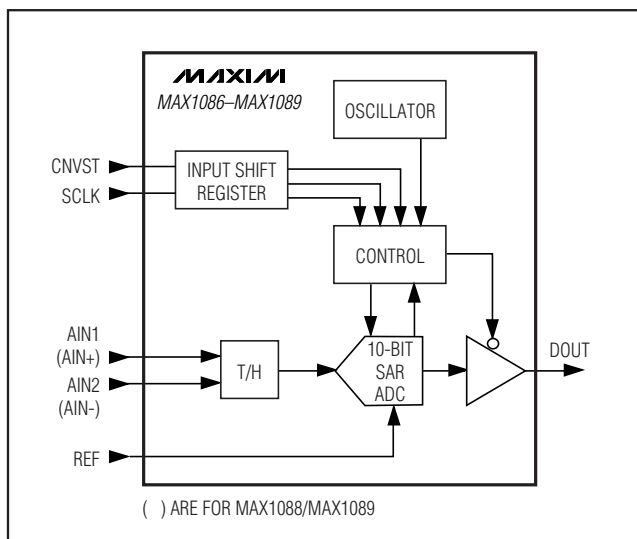 MAXIM
MAX1086–MAX1089
OSCILLATOR
CNVST
SCLK
INPUT SHIFT
REGISTER
CONTROL
AIN1
(AIN+)
AIN2
(AIN-)
T/H
10-BIT
SAR
ADC
DOUT
REF
( ) ARE FOR MAX1088/MAX1089